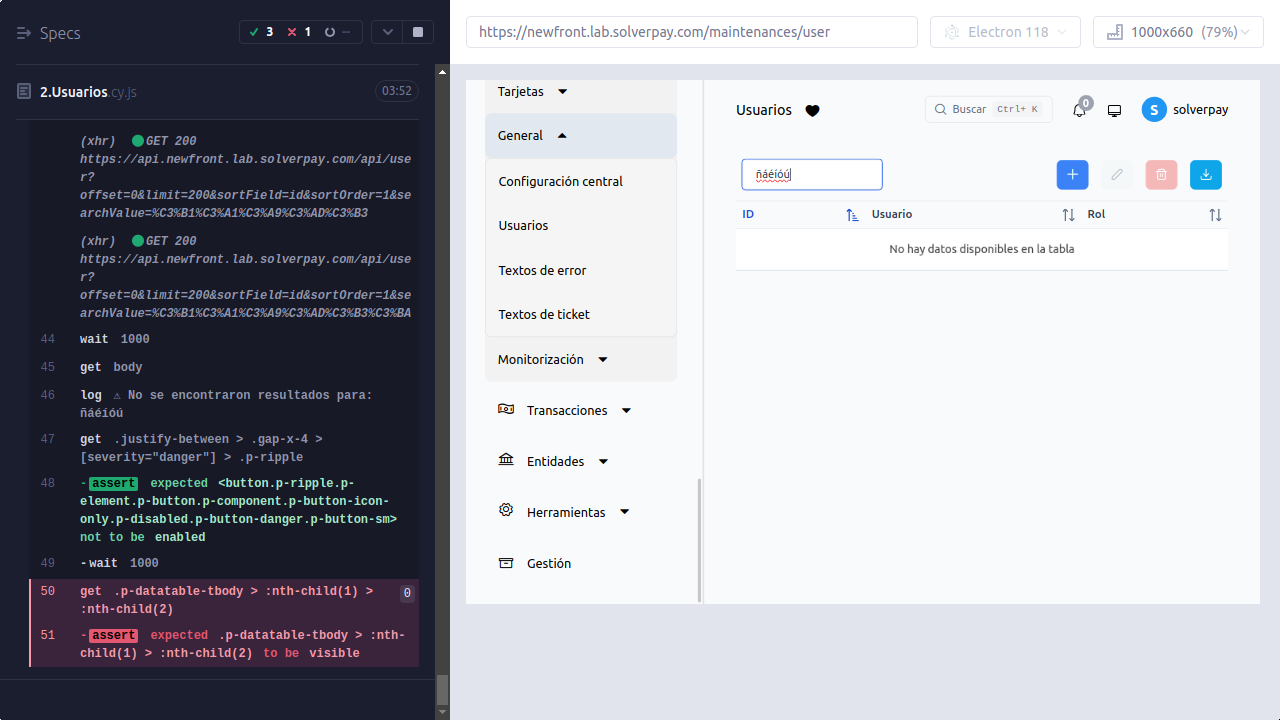 Specs
3
1
--
2.Usuarios.cy.js
03:52
(xhr) GET 200
https://api.newfront.lab.solverpay.com/api/use
r?
offset=0&limit=200&sortField=id&sortOrder=1&se
archValue=%C3%B1%C3%A1%C3%A9%C3%AD%C3%B3
(xhr) GET 200
https://api.newfront.lab.solverpay.com/api/use
r?
offset=0&limit=200&sortField=id&sortOrder=1&se
archValue=%C3%B1%C3%A1%C3%A9%C3%AD%C3%B3%C3%BA
44 wait 1000
45 get body
46 log ⚠ No se encontraron resultados para:
ñáéíóú
47 get .justify-between > .gap-x-4 >
[severity="danger"] > .p-ripple
48 -assert expected <button.p-ripple.p-
element.p-button.p-component.p-button-icon-
only.p-disabled.p-button-danger.p-button-sm>
not to be enabled
49 -wait 1000
50 get .p-datatable-tbody > :nth-child(1) > 0
:nth-child(2)
51 -assert expected .p-datatable-tbody > :nth-
child(1) > :nth-child(2) to be visible
https://newfront.lab.solverpay.com/maintenances/user
Electron 118
1000x660 (79%)
Tarjetas
General
Configuración central
Usuarios
Textos de error
Textos de ticket
Monitorización
Transacciones
Entidades
Herramientas
Gestión
Usuarios
Buscar Ctrl+ K
0
S solverpay
ñáéíóú
ID Usuario Rol
No hay datos disponibles en la tabla